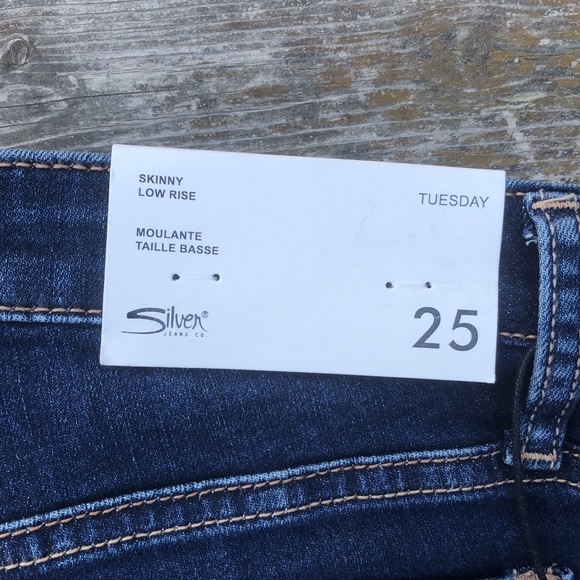 SKINNY
LOW RISE
TUESDAY
MOULANTE
TAILLE BASSE
Silver®
JEANS CO.
25